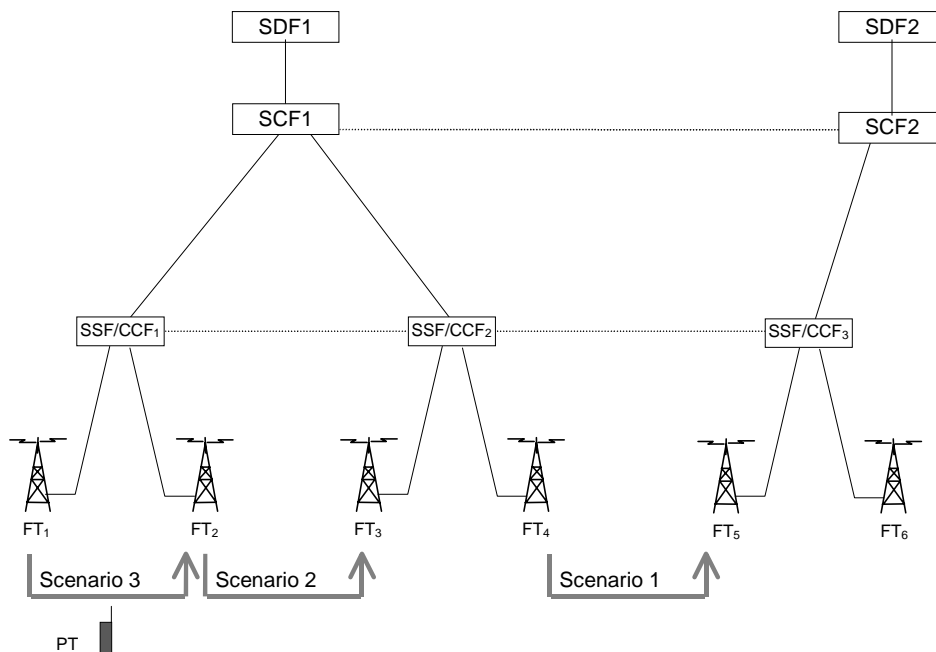 SDF1
SDF2
SCF1
SCF2
SSF/CCF1
SSF/CCF2
SSF/CCF3
FT1
FT2
FT3
FT4
FT5
FT6
Scenario 3
Scenario 2
Scenario 1
PT